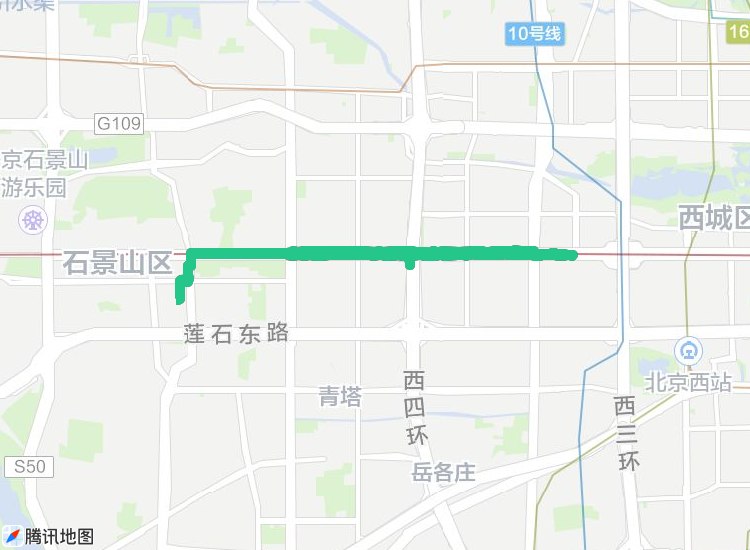 10号线
16
G109
京石景山
游乐园
西城区
石景山区
莲石东路
北京西站
西四环
青塔
西三环
岳各庄
S50
腾讯地图